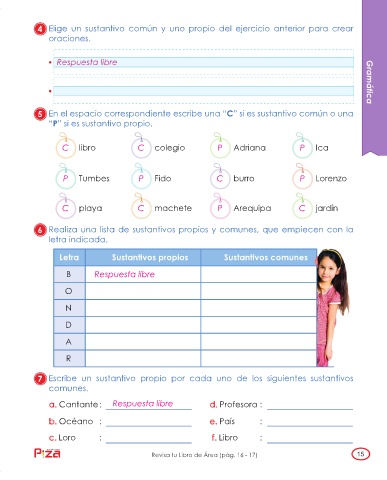 4 Elige un sustantivo común y uno propio del ejercicio anterior para crear
oraciones.
• Respuesta libre
•
Gramática
5 En el espacio correspondiente escribe una “C” si es sustantivo común o una
“P” si es sustantivo propio.
C libro C colegio P Adriana P Ica
P Tumbes P Fido C burro P Lorenzo
C playa C machete P Arequipa C jardín
6 Realiza una lista de sustantivos propios y comunes, que empiecen con la
letra indicada.
Letra Sustantivos propios Sustantivos comunes
B Respuesta libre
O
N
D
A
R
7 Escribe un sustantivo propio por cada uno de los siguientes sustantivos
comunes.
a. Cantante: Respuesta libre d. Profesora :
b. Océano : e. País :
c. Loro : f. Libro :
Pizza Revisa tu Libro de Área (pág. 16 - 17) 15